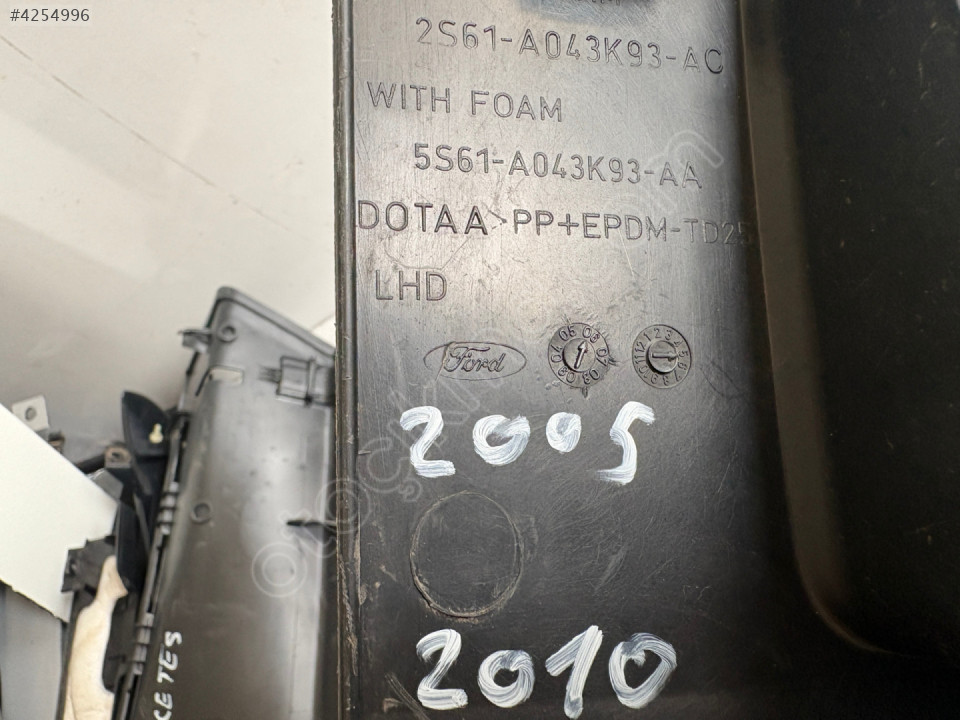 #4254996
2S61-A043K93-AC
WITH FOAM
5S61-A043K93-AA
DOTAA >PP+EPDM-TD25
LHD
Ford
2005
2010